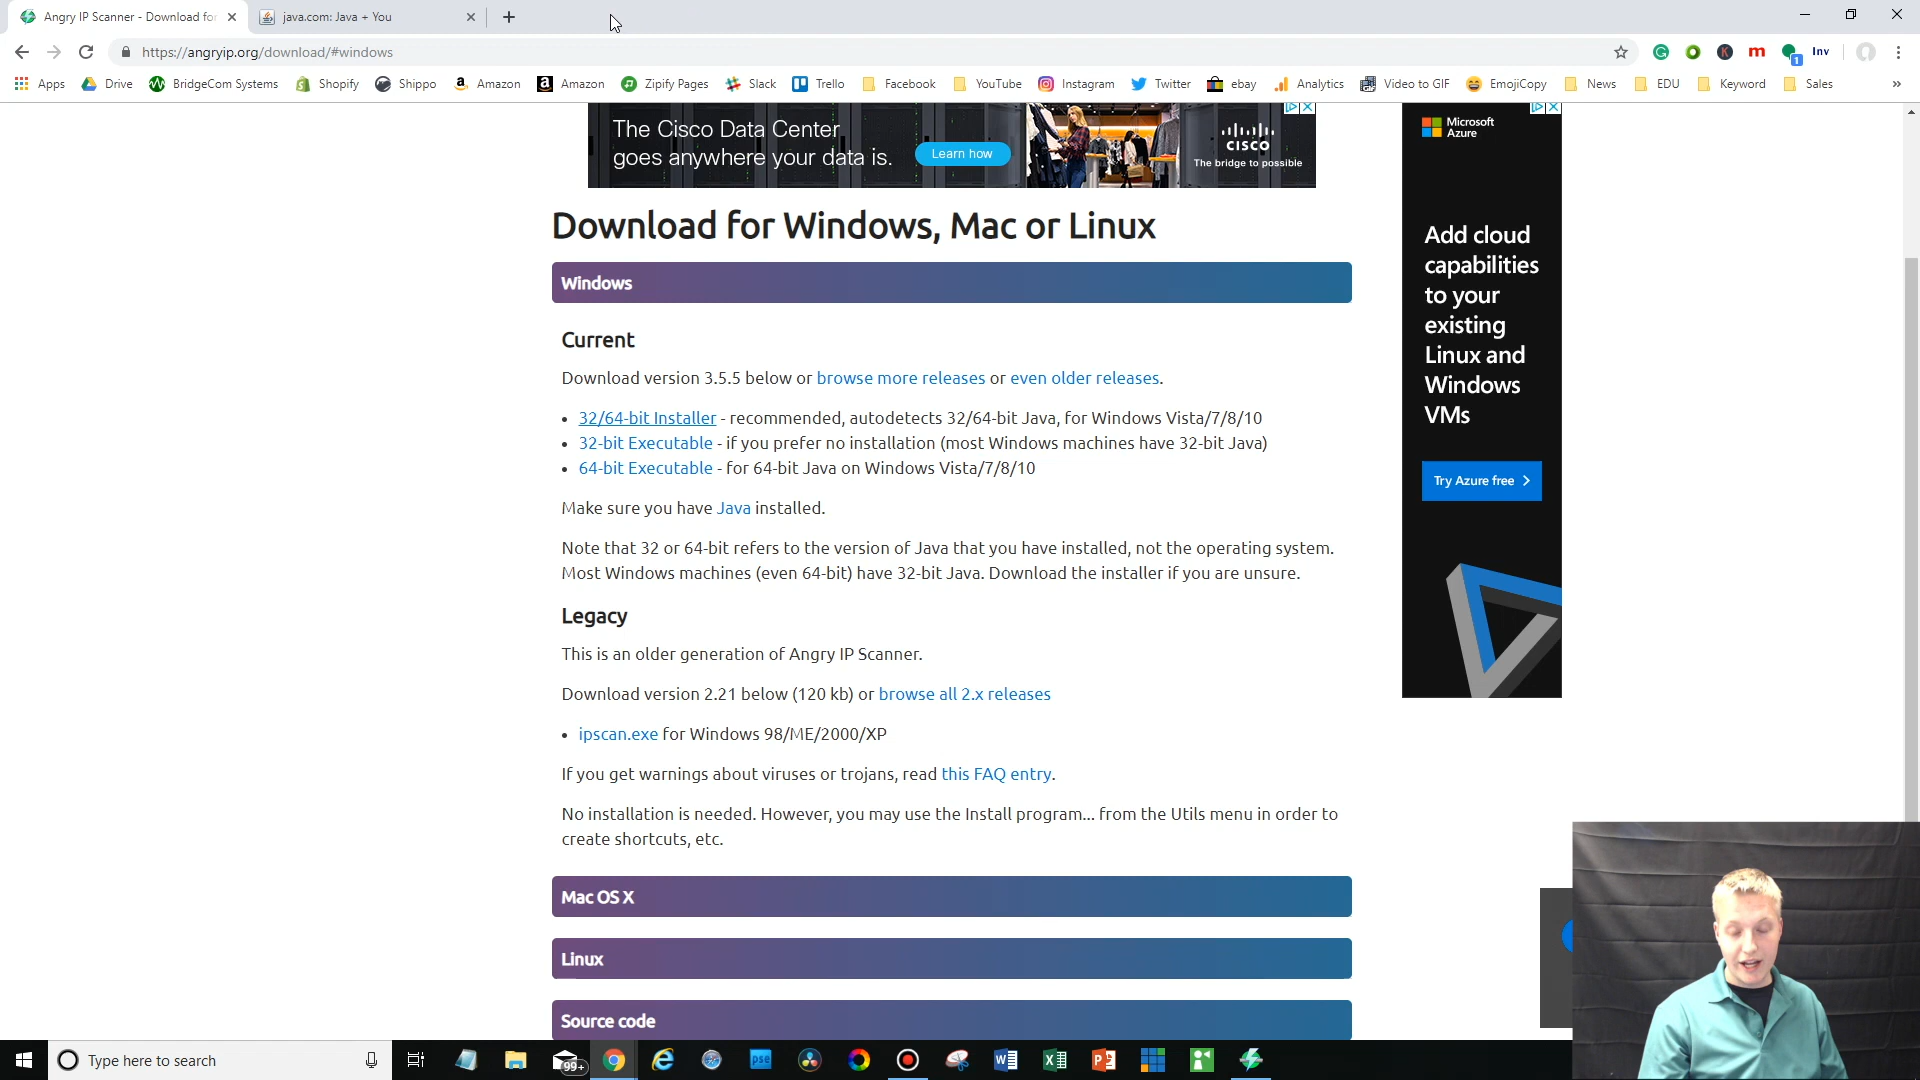 Angry IP Scanner - Download for
java.com: Java + You
https://angryip.org/download/#windows
Inv
1
Apps
Drive
BridgeCom Systems
Shopify
Shippo
Amazon
Amazon
Zipify Pages
Slack
Trello
Facebook
YouTube
Instagram
Twitter
ebay
Analytics
Video to GIF
EmojiCopy
News
EDU
Keyword
Sales
»
The Cisco Data Center
goes anywhere your data is.
Learn how
CISCO
The bridge to possible
Microsoft
Azure
Add cloud
capabilities
to your
existing
Linux and
Windows
VMs
Try Azure free >
Download for Windows, Mac or Linux
Windows
Current
Download version 3.5.5 below or browse more releases or even older releases.
• 32/64-bit Installer - recommended, autodetects 32/64-bit Java, for Windows Vista/7/8/10
• 32-bit Executable - if you prefer no installation (most Windows machines have 32-bit Java)
• 64-bit Executable - for 64-bit Java on Windows Vista/7/8/10
Make sure you have Java installed.
Note that 32 or 64-bit refers to the version of Java that you have installed, not the operating system.
Most Windows machines (even 64-bit) have 32-bit Java. Download the installer if you are unsure.
Legacy
This is an older generation of Angry IP Scanner.
Download version 2.21 below (120 kb) or browse all 2.x releases
• ipscan.exe for Windows 98/ME/2000/XP
If you get warnings about viruses or trojans, read this FAQ entry.
No installation is needed. However, you may use the Install program... from the Utils menu in order to
create shortcuts, etc.
Mac OS X
Linux
Source code
Type here to search
99+
pse